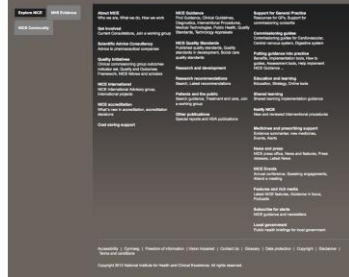 Explore NICE
NHS Evidence
NICE Community
About NICE
Who we are, What we do, How we work
Get involved
Current Consultations, Join a working group
Scientific Advice Consultancy
Advice to pharmaceutical companies
Quality Initiatives
Clinical commissioning group outcomes
indicator set, Quality and Outcomes
Framework, NICE fellows and scholars
NICE International
NICE International Advisory group,
International projects
NICE accreditation
What's new in accreditation, accreditation
decisions
Cost saving support
NICE Guidance
Find Guidance, Clinical Guidelines,
Diagnostics, Interventional Procedures,
Medical Technologies, Public Health, Quality
Standards, Technology Appraisals
NICE Quality Standards
Published quality standards, Quality
standards in development, Social care
quality standards
Research and development
Research recommendations
Search, Latest recommendations
Patients and the public
Search guidance, Treatment and care, Join
a working group
Other publications
Special reports and HDA publications
Support for General Practice
Resources for GPs, Support for
commissioning consortia
Commissioning guides
Commissioning guides for Cardiovascular,
Central nervous system, Digestive system
Putting guidance into practice
Benefits, Implementation tools, How to
guides, Assessment tools, Help implement
NICE Guidance
Education and learning
Education, Strategy, Online tools
Shared learning
Shared learning implementation guidance
Notify NICE
New and reviewed interventional procedures
Medicines and prescribing support
Evidence summaries: new medicines,
Events, Alerts
News and press
NICE press office, News and features, Press
releases, Latest News
NICE Events
Annual conference, Speaking engagements,
Attend a meeting
Features and rich media
Latest NICE features, Guidance in focus,
Podcasts
Subscribe for alerts
NICE guidance and newsletters
Local government
Public health briefings for local government
Accessibility | Cymraeg | Freedom of information | Vision Impaired | Contact Us | Glossary | Data protection | Copyright | Disclaimer |
Terms and conditions
Copyright 2013 National Institute for Health and Clinical Excellence. All rights reserved.